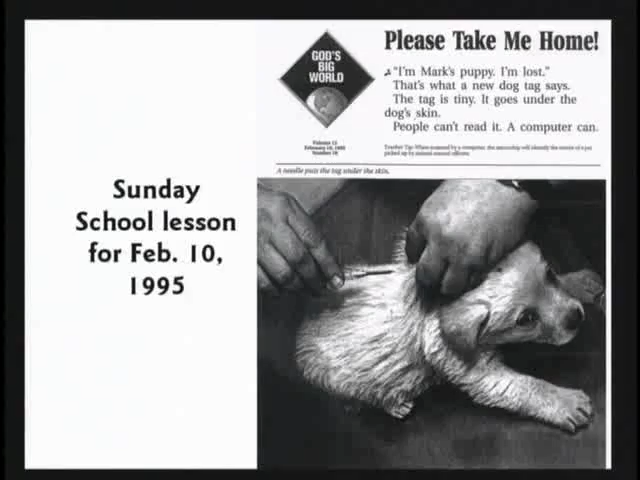 Sunday
School lesson
for Feb. 10,
1995
GOD'S
BIG
WORLD
Please Take Me Home!
"I'm Mark's puppy. I'm lost."
That's what a new dog tag says.
The tag is tiny. It goes under the
dog's skin.
People can't read it. A computer can.
A needle puts the tag under the skin.